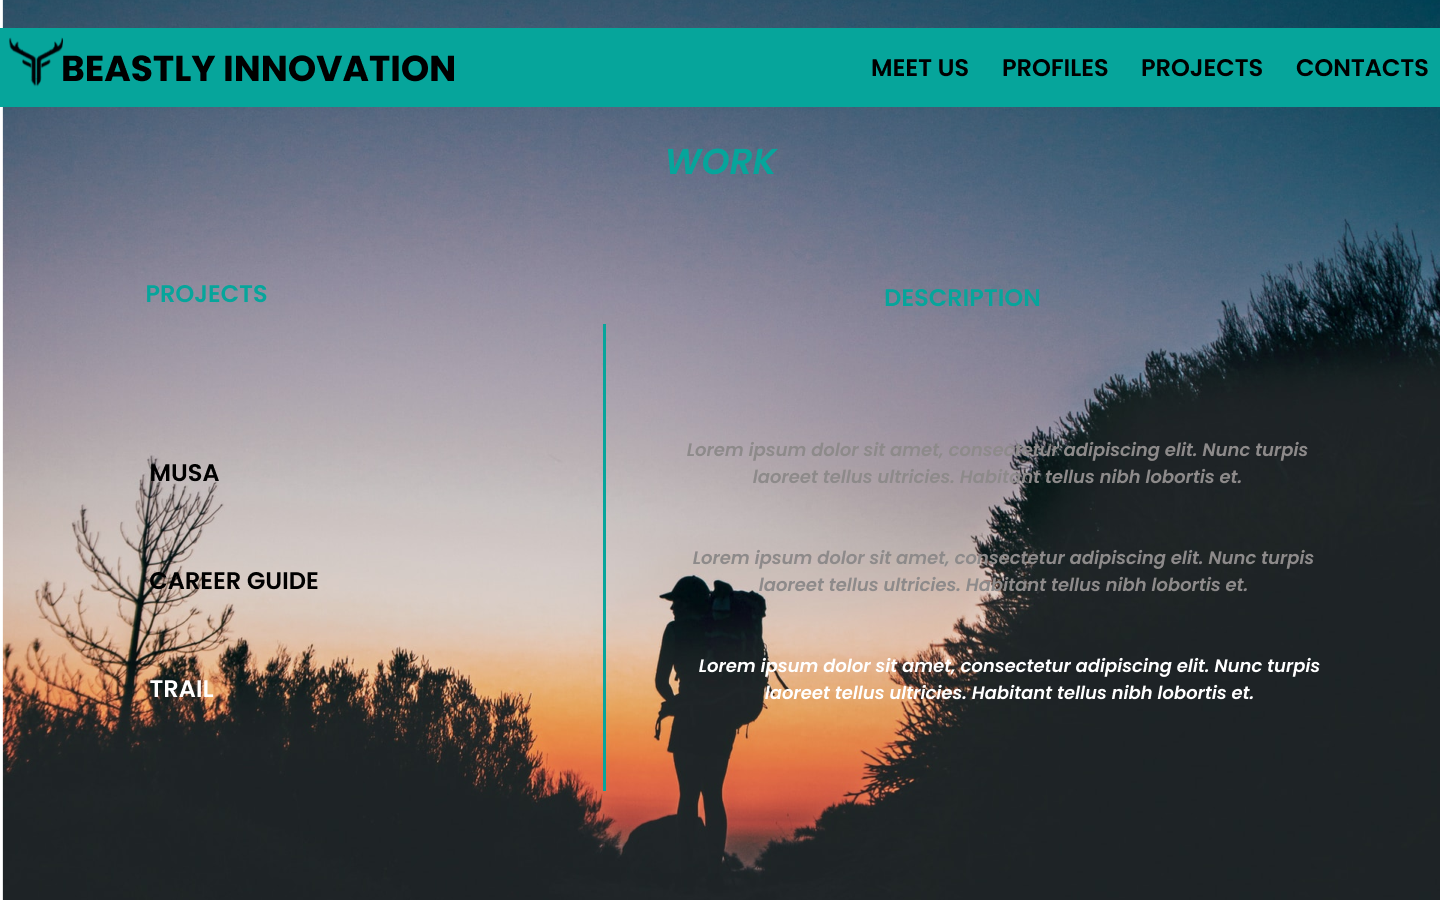 BEASTLY INNOVATION
MEET US PROFILES PROJECTS CONTACTS
WORK
PROJECTS
DESCRIPTION
MUSA
Lorem ipsum dolor sit amet, consectetur adipiscing elit. Nunc turpis
laoreet tellus ultricies. Habitant tellus nibh lobortis et.
CAREER GUIDE
Lorem ipsum dolor sit amet, consectetur adipiscing elit. Nunc turpis
laoreet tellus ultricies. Habitant tellus nibh lobortis et.
TRAIL
Lorem ipsum dolor sit amet, consectetur adipiscing elit. Nunc turpis
laoreet tellus ultricies. Habitant tellus nibh lobortis et.